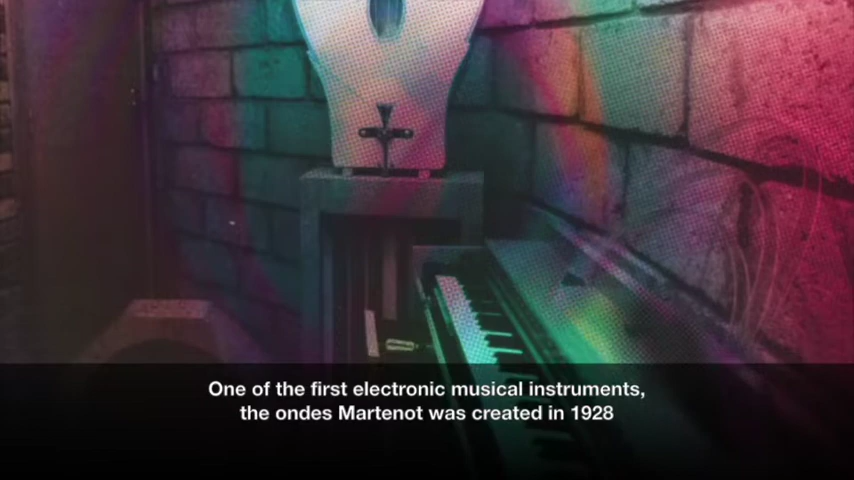 One of the first electronic musical instruments,
the ondes Martenot was created in 1928